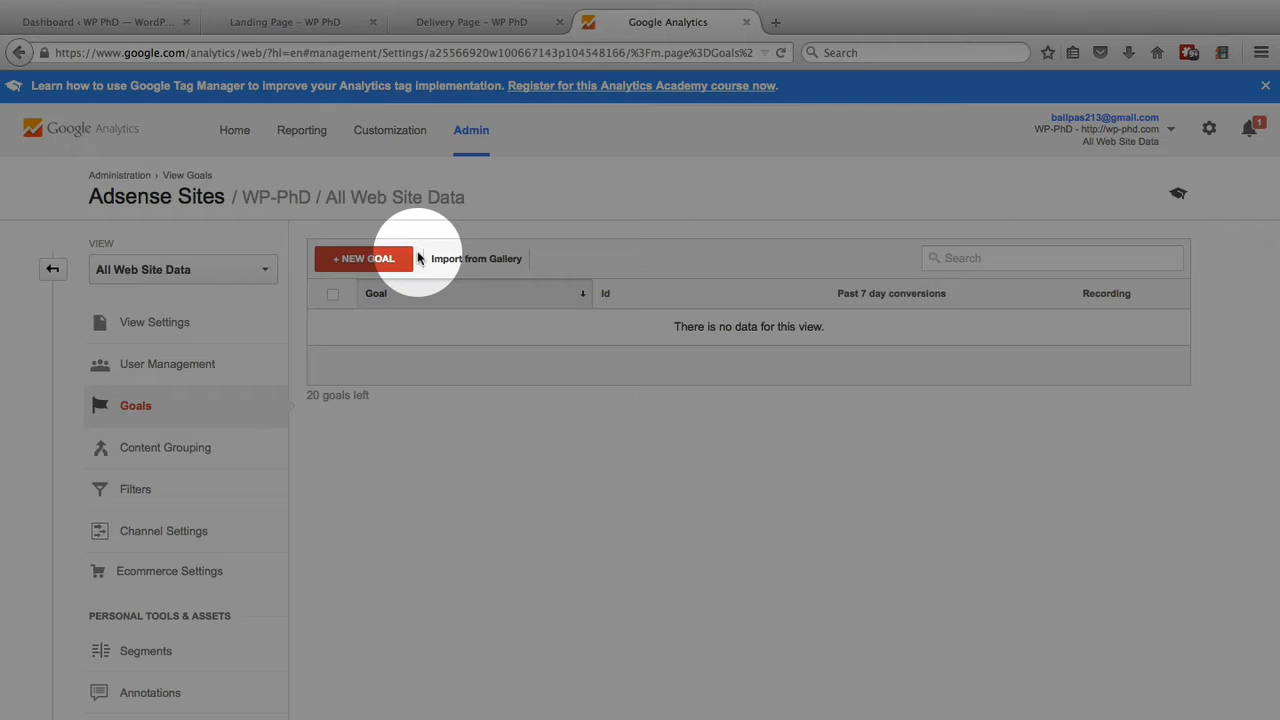 Dashboard ‹ WP PhD — WordP...
Landing Page – WP PhD
Delivery Page – WP PhD
Google Analytics
https://www.google.com/analytics/web/?hl=en#management/Settings/a25566920w100667143p104548166/%3Fm.page%3DGoals%2
Search
Learn how to use Google Tag Manager to improve your Analytics tag implementation. Register for this Analytics Academy course now.
Google Analytics
Home
Reporting
Customization
Admin
ballpas213@gmail.com
WP-PhD - http://wp-phd.com
All Web Site Data
1
Administration › View Goals
Adsense Sites / WP-PhD / All Web Site Data
VIEW
All Web Site Data
+ NEW GOAL
Import from Gallery
Search
Goal
Id
Past 7 day conversions
Recording
There is no data for this view.
20 goals left
View Settings
User Management
Goals
Content Grouping
Filters
Channel Settings
Ecommerce Settings
PERSONAL TOOLS & ASSETS
Segments
Annotations